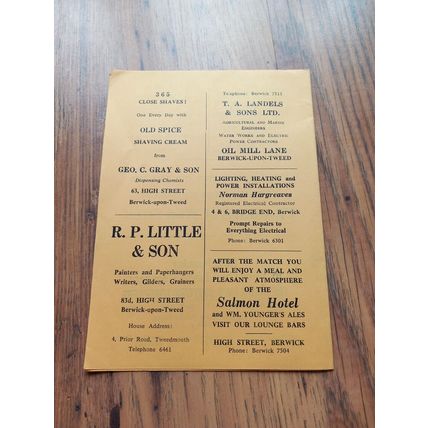 365
CLOSE SHAVES!
One Every Day with
OLD SPICE
SHAVING CREAM
from
GEO. C. GRAY & SON
Dispensing Chemists
63, HIGH STREET
Berwick-upon-Tweed
R. P. LITTLE
& SON
Painters and Paperhangers
Writers, Gilders, Grainers
83d, HIGH STREET
Berwick-upon-Tweed
House Address:
4, Prior Road, Tweedmouth
Telephone 6461
Telephone: Berwick 7311
T. A. LANDELS
& SONS LTD.
AGRICULTURAL AND MARINE
ENGINEERS
WATER WORKS AND ELECTRIC
POWER CONTRACTORS
OIL MILL LANE
BERWICK-UPON-TWEED
LIGHTING, HEATING and
POWER INSTALLATIONS
Norman Hargreaves
Registered Electrical Contractor
4 & 6, BRIDGE END, Berwick
Prompt Repairs to
Everything Electrical
Phone: Berwick 6301
AFTER THE MATCH YOU
WILL ENJOY A MEAL AND
PLEASANT ATMOSPHERE
OF THE
Salmon Hotel
and WM. YOUNGER'S ALES
VISIT OUR LOUNGE BARS
HIGH STREET, BERWICK
Phone: Berwick 7504